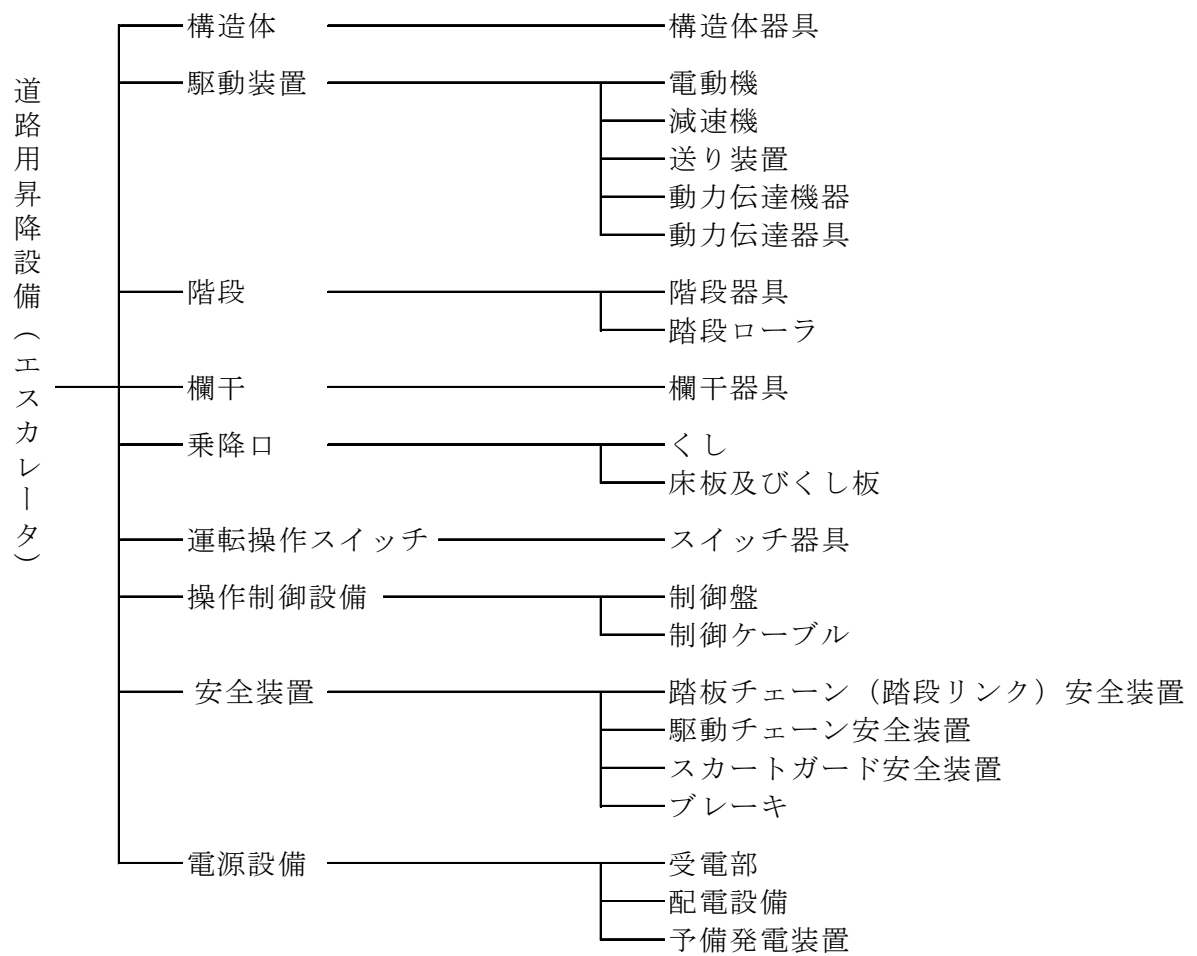 道路用昇降設備（エスカレータ）
構造体 構造体器具
駆動装置 電動機
減速機
送り装置
動力伝達機器
動力伝達器具
階段 階段器具
踏段ローラ
欄干 欄干器具
乗降口 くし
床板及びくし板
運転操作スイッチ スイッチ器具
操作制御設備 制御盤
制御ケーブル
安全装置 踏板チェーン（踏段リンク）安全装置
駆動チェーン安全装置
スカートガード安全装置
ブレーキ
電源設備 受電部
配電設備
予備発電装置